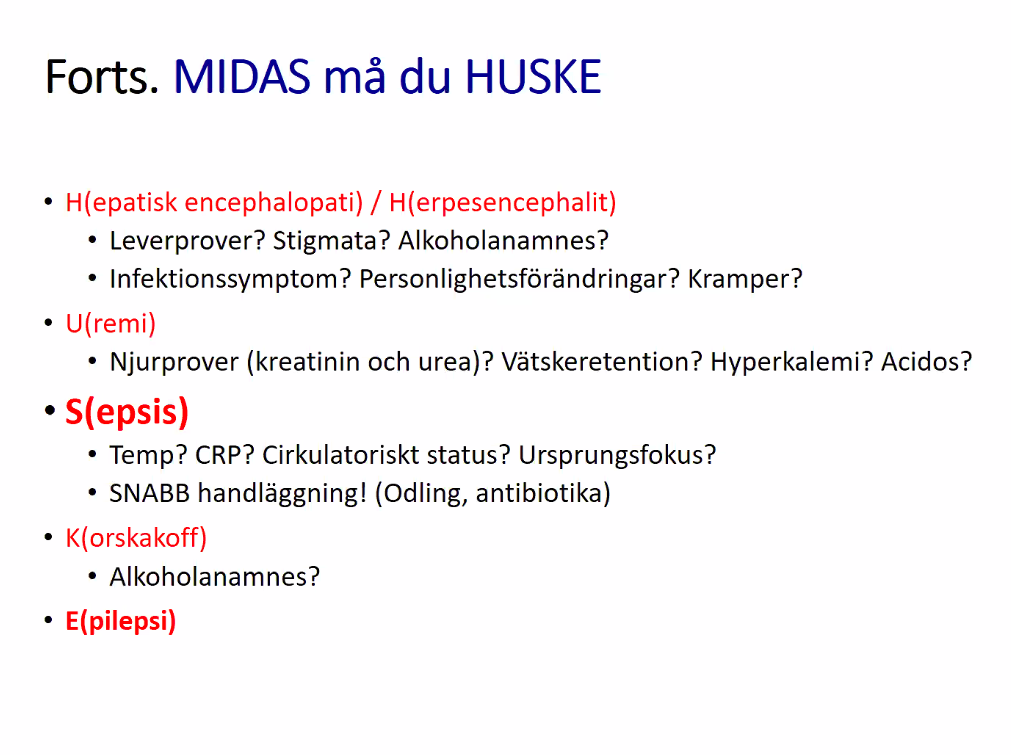 Forts. MIDAS må du HUSKE
• H(epatisk encephalopati) / H(erpesencephalit)
• Leverprover? Stigmata? Alkoholanamnes?
• Infektionssymptom? Personlighetsförändringar? Kramper?
• U(remi)
• Njurprover (kreatinin och urea)? Vätskeretention? Hyperkalemi? Acidos?
• S(epsis)
• Temp? CRP? Cirkulatoriskt status? Ursprungsfokus?
• SNABB handläggning! (Odling, antibiotika)
• K(orskakoff)
• Alkoholanamnes?
• E(pilepsi)